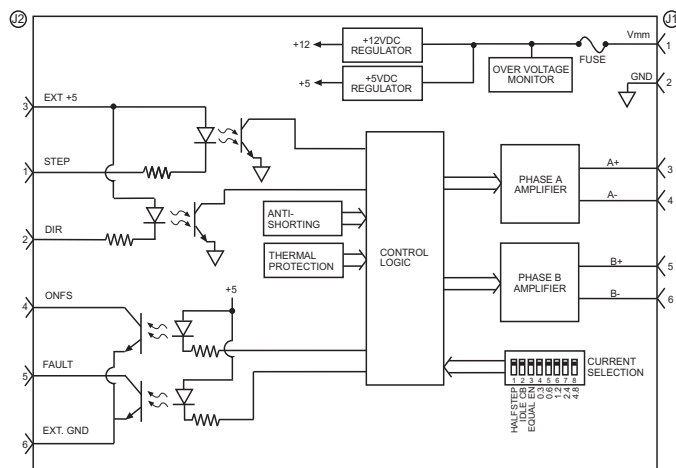 J2
J1
+12
+12VDC
REGULATOR
Vmm
1
FUSE
+5
+5VDC
REGULATOR
OVER VOLTAGE
MONITOR
GND
2
3
EXT +5
1
STEP
2
DIR
ANTI-
SHORTING
THERMAL
PROTECTION
CONTROL
LOGIC
PHASE A
AMPLIFIER
A+
3
A-
4
PHASE B
AMPLIFIER
B+
5
B-
6
+5
4
ONFS
5
FAULT
6
EXT. GND
CURRENT
SELECTION
1 2 3 4 5 6 7 8
HALFSTEP
IDLE CB
EQUAL EN
0.3
0.6
1.2
2.4
4.8